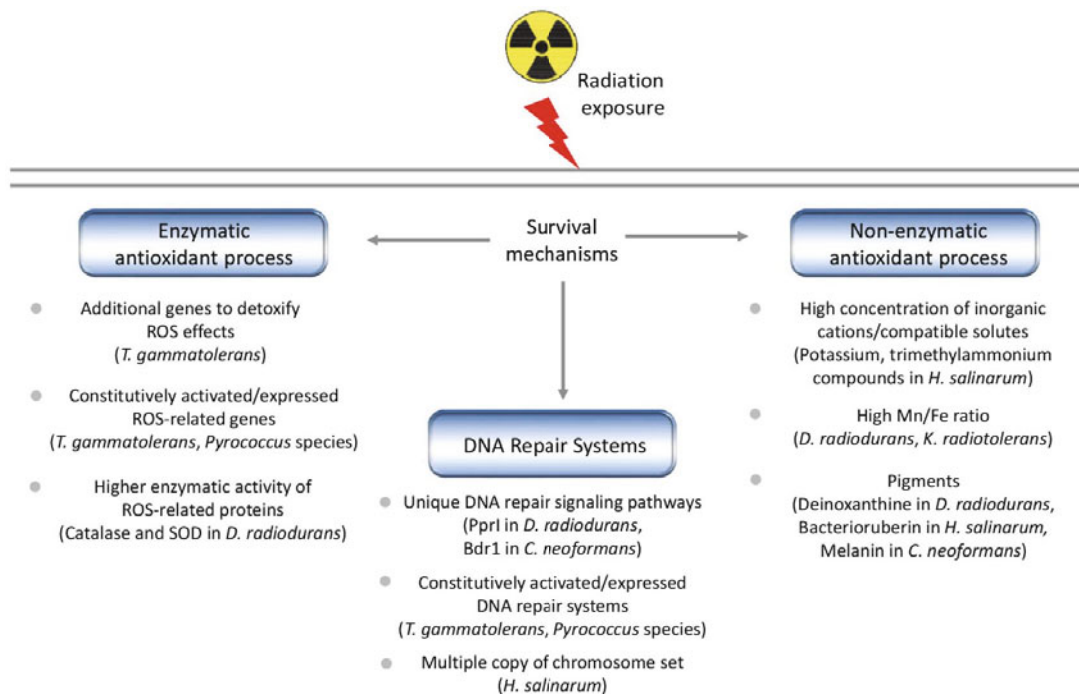 Radiation
exposure
Survival
mechanisms
Enzymatic
antioxidant process
Additional genes to detoxify
ROS effects
(T. gammatolerans)
Constitutively activated/expressed
ROS-related genes
(T. gammatolerans, Pyrococcus species)
Higher enzymatic activity of
ROS-related proteins
(Catalase and SOD in D. radiodurans)
DNA Repair Systems
Unique DNA repair signaling pathways
(PprI in D. radiodurans,
Bdr1 in C. neoformans)
Constitutively activated/expressed
DNA repair systems
(T. gammatolerans, Pyrococcus species)
Multiple copy of chromosome set
(H. salinarum)
Non-enzymatic
antioxidant process
High concentration of inorganic
cations/compatible solutes
(Potassium, trimethylammonium
compounds in H. salinarum)
High Mn/Fe ratio
(D. radiodurans, K. radiotolerans)
Pigments
(Deinoxanthine in D. radiodurans,
Bacterioruberin in H. salinarum,
Melanin in C. neoformans)